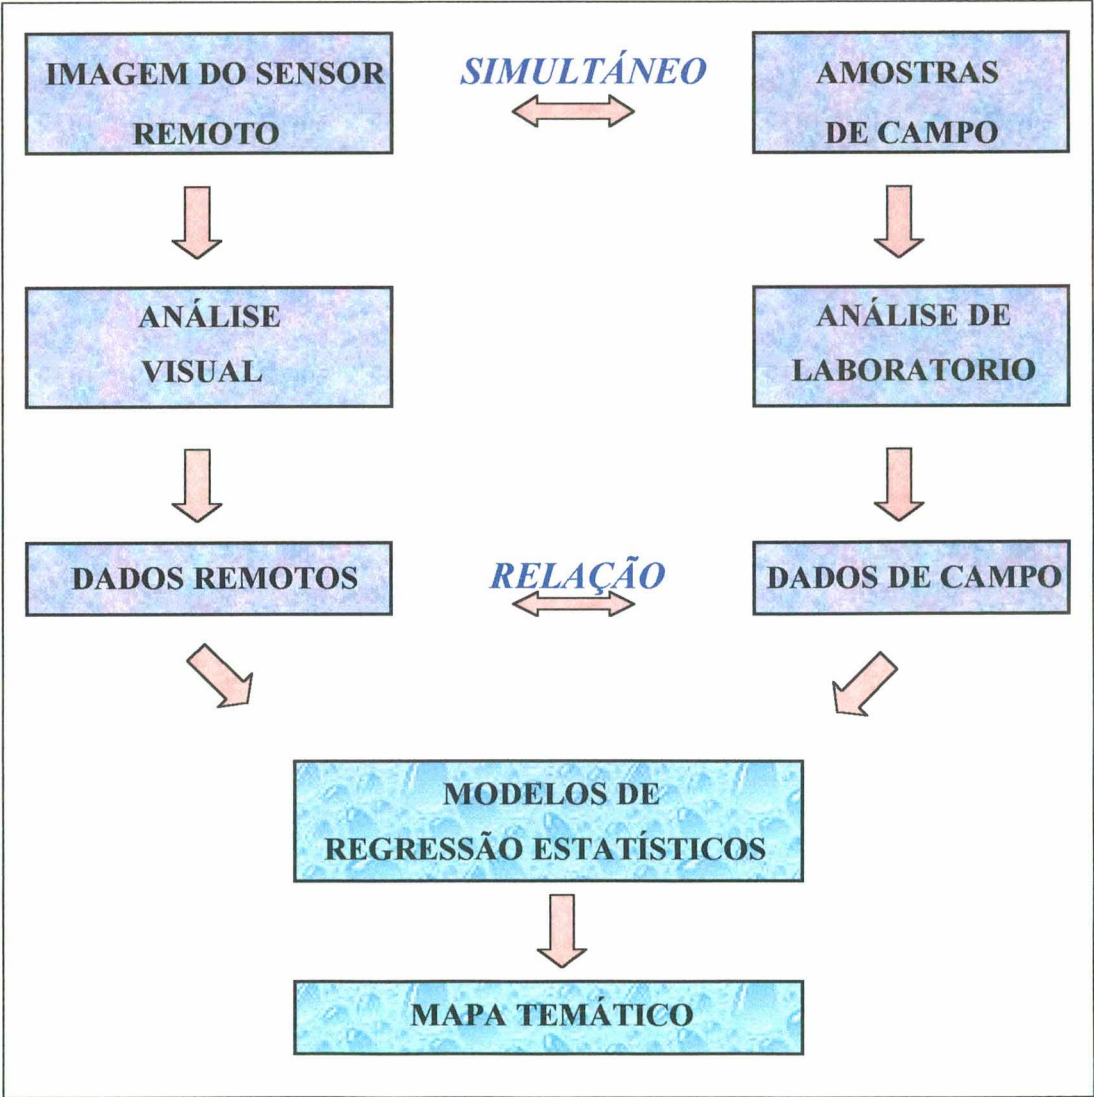 IMAGEM DO SENSOR
REMOTO
SIMULTÁNEO
AMOSTRAS
DE CAMPO
ANÁLISE
VISUAL
ANÁLISE DE
LABORATORIO
DADOS REMOTOS
RELAÇÃO
DADOS DE CAMPO
MODELOS DE
REGRESSÃO ESTATÍSTICOS
MAPA TEMÁTICO